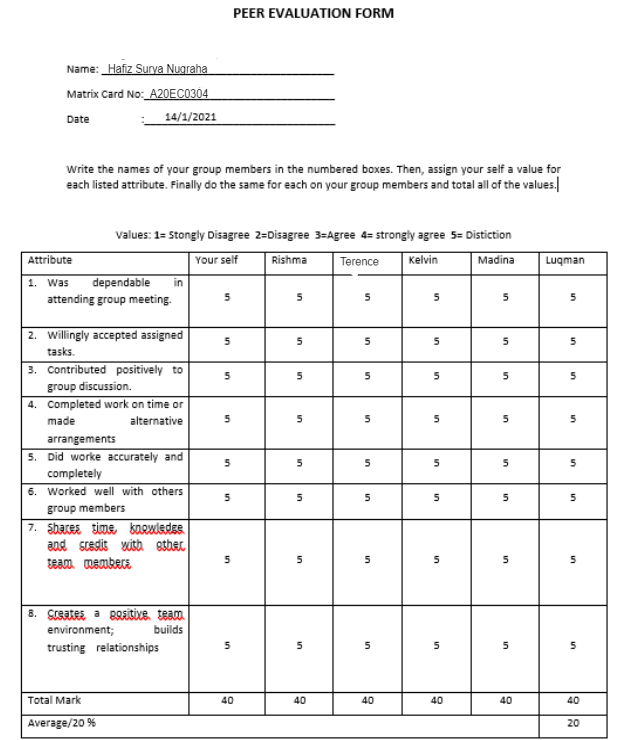 PEER EVALUATION FORM
Name: Hafiz Surya Nugraha
Matrix Card No: A20EC0304
Date : 14/1/2021
Write the names of your group members in the numbered boxes. Then, assign your self a value for
each listed attribute. Finally do the same for each on your group members and total all of the values.
Values: 1= Stongly Disagree 2=Disagree 3=Agree 4= strongly agree 5= Distiction
Attribute Your self Rishma Terence Kelvin Madina Luqman
1. Was dependable in
attending group meeting.
5 5 5 5 5 5
2. Willingly accepted assigned
tasks.
5 5 5 5 5 5
3. Contributed positively to
group discussion.
5 5 5 5 5 5
4. Completed work on time or
made alternative
arrangements
5 5 5 5 5 5
5. Did worke accurately and
completely
5 5 5 5 5 5
6. Worked well with others
group members
5 5 5 5 5 5
7. Shares time, knowledge
and credit with other
team members
5 5 5 5 5 5
8. Creates a positive team
environment; builds
trusting relationships
5 5 5 5 5 5
Total Mark 40 40 40 40 40 40
Average/20 % 20